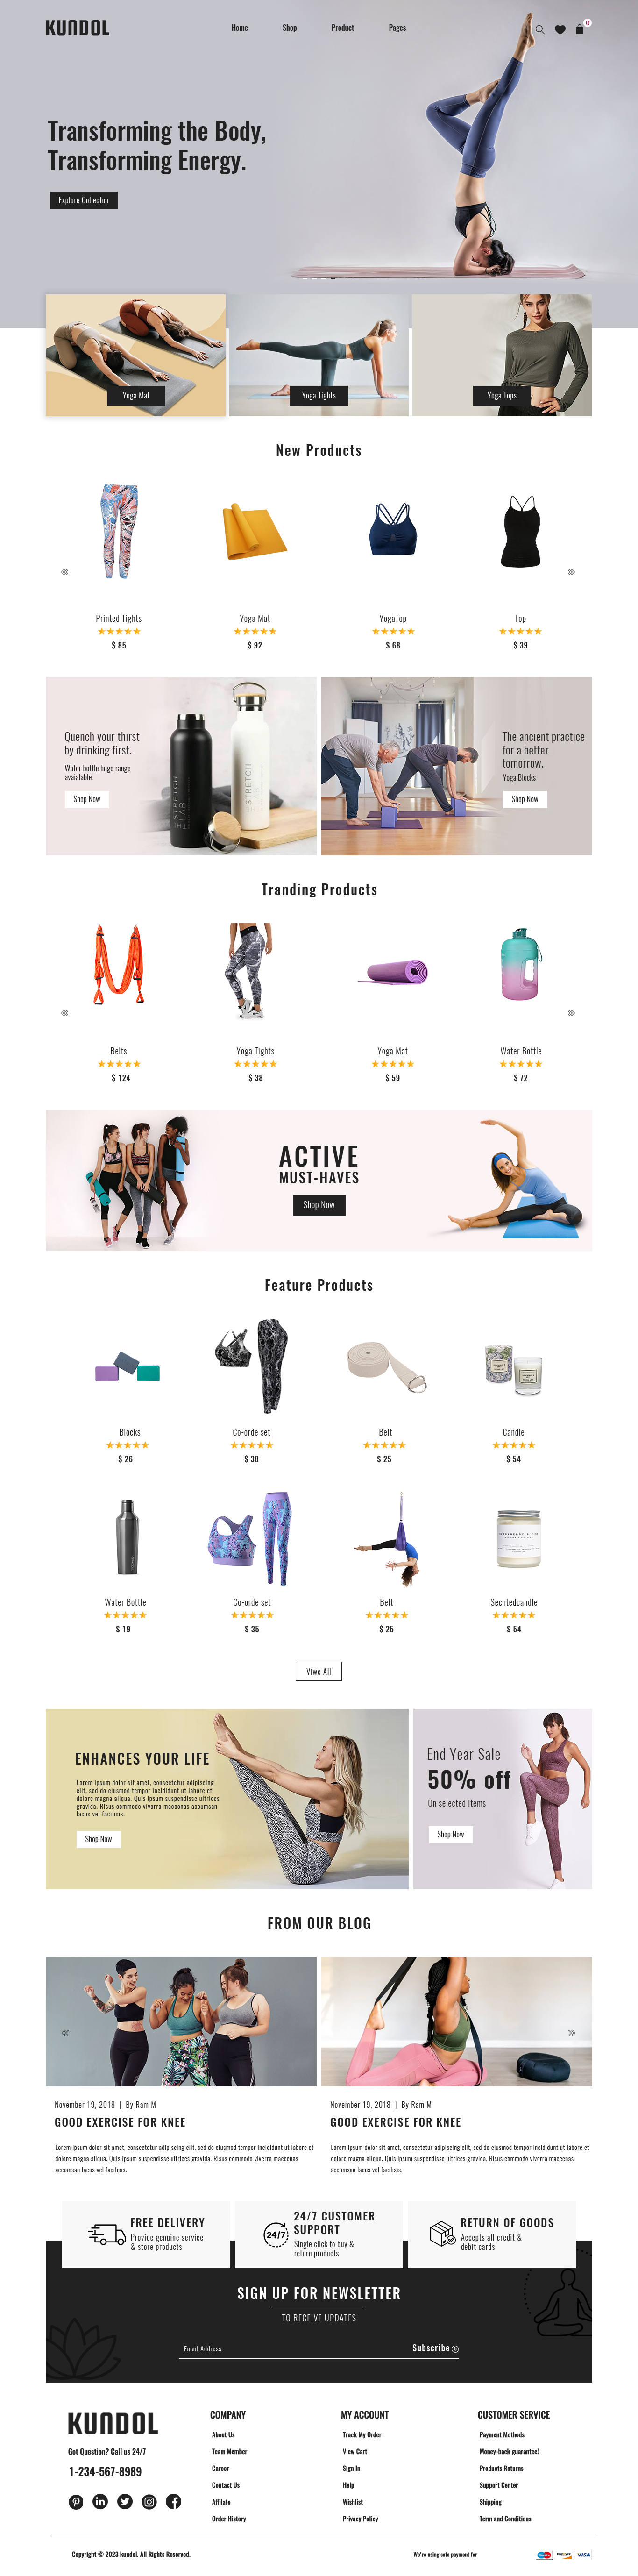 KUNDOL
Home Shop Product Pages
0
Transforming the Body,
Transforming Energy.
Explore Collecton
Yoga Mat
Yoga Tights
Yoga Tops
New Products
Printed Tights
$ 85
Yoga Mat
$ 92
YogaTop
$ 68
Top
$ 39
Quench your thirst
by drinking first.
Water bottle huge range
avaialable
Shop Now
STRETCH
LAB
STRETCH
LAB
The ancient practice
for a better
tomorrow.
Yoga Blocks
Shop Now
Tranding Products
Belts
$ 124
Yoga Tights
$ 38
Yoga Mat
$ 59
Water Bottle
$ 72
ACTIVE
MUST-HAVES
Shop Now
Feature Products
Blocks
$ 26
Co-orde set
$ 38
Belt
$ 25
Candle
$ 54
Water Bottle
$ 19
Co-orde set
$ 35
Belt
$ 25
Secntedcandle
$ 54
Viwe All
ENHANCES YOUR LIFE
Lorem ipsum dolor sit amet, consectetur adipiscing
elit, sed do eiusmod tempor incididunt ut labore et
dolore magna aliqua. Quis ipsum suspendisse ultrices
gravida. Risus commodo viverra maecenas accumsan
lacus vel facilisis.
Shop Now
End Year Sale
50% off
On selected Items
Shop Now
FROM OUR BLOG
November 19, 2018 | By Ram M
GOOD EXERCISE FOR KNEE
Lorem ipsum dolor sit amet, consectetur adipiscing elit, sed do eiusmod tempor incididunt ut labore et
dolore magna aliqua. Quis ipsum suspendisse ultrices gravida. Risus commodo viverra maecenas
accumsan lacus vel facilisis.
November 19, 2018 | By Ram M
GOOD EXERCISE FOR KNEE
Lorem ipsum dolor sit amet, consectetur adipiscing elit, sed do eiusmod tempor incididunt ut labore et
dolore magna aliqua. Quis ipsum suspendisse ultrices gravida. Risus commodo viverra maecenas
accumsan lacus vel facilisis.
FREE DELIVERY
Provide genuine service
& store products
24/7
24/7 CUSTOMER
SUPPORT
Single click to buy &
return products
RETURN OF GOODS
Accepts all credit &
debit cards
SIGN UP FOR NEWSLETTER
TO RECEIVE UPDATES
Email Address
Subscribe
KUNDOL
Got Question? Call us 24/7
1-234-567-8989
COMPANY
About Us
Team Member
Career
Contact Us
Affilate
Order History
MY ACCOUNT
Track My Order
View Cart
Sign In
Help
Wishlist
Privacy Policy
CUSTOMER SERVICE
Payment Methods
Money-back guarantee!
Products Returns
Support Center
Shipping
Term and Conditions
Copyright © 2023 kundol. All Rights Reserved.
We're using safe payment for
VISA